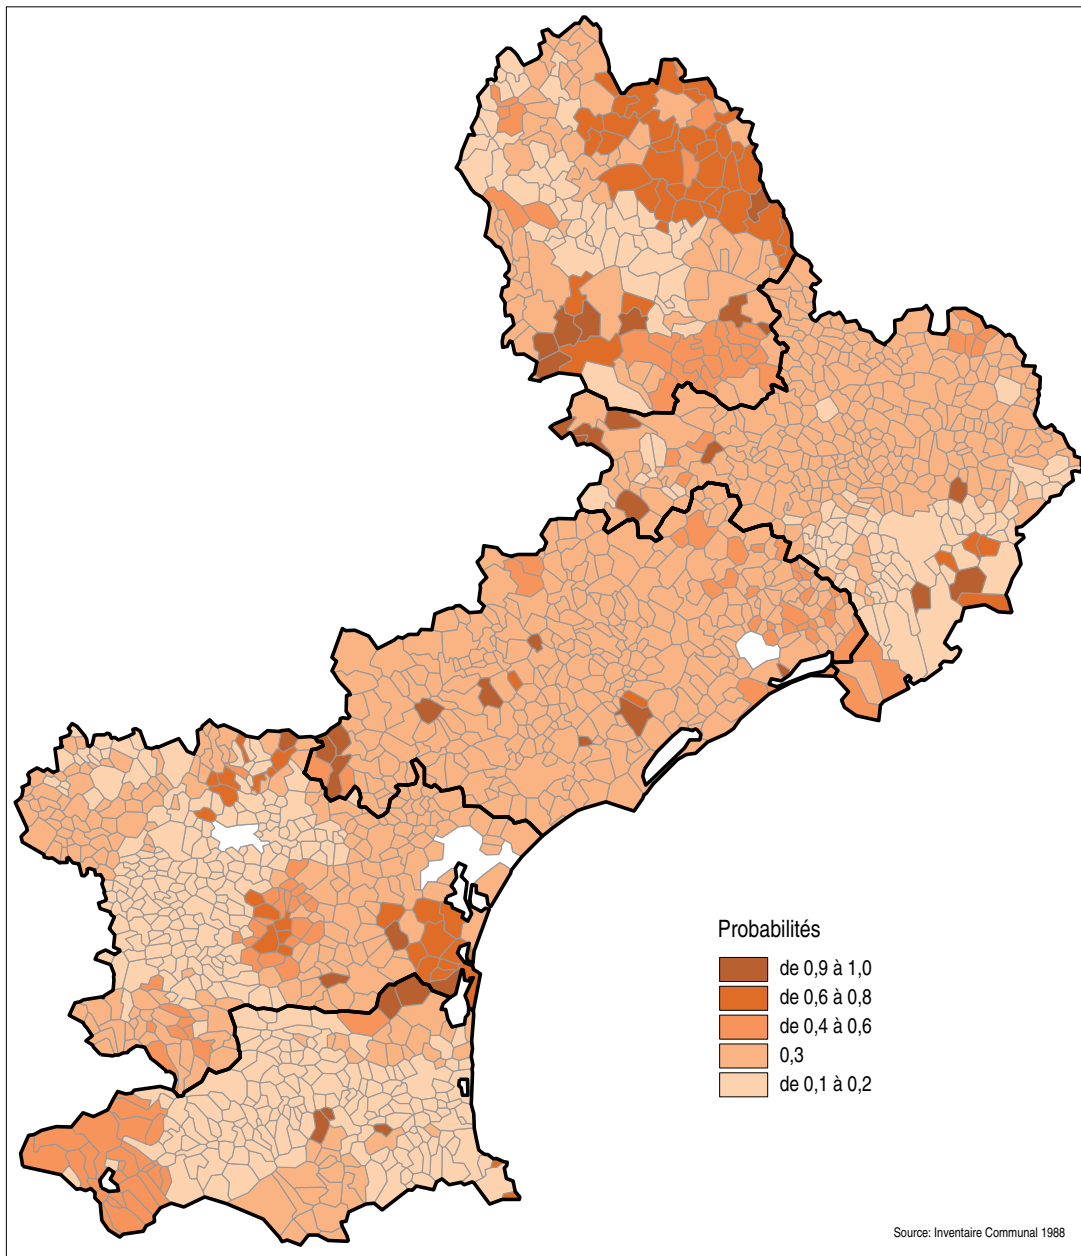 Probabilités
de 0,9 à 1,0
de 0,6 à 0,8
de 0,4 à 0,6
0,3
de 0,1 à 0,2
Source: Inventaire Communal 1988